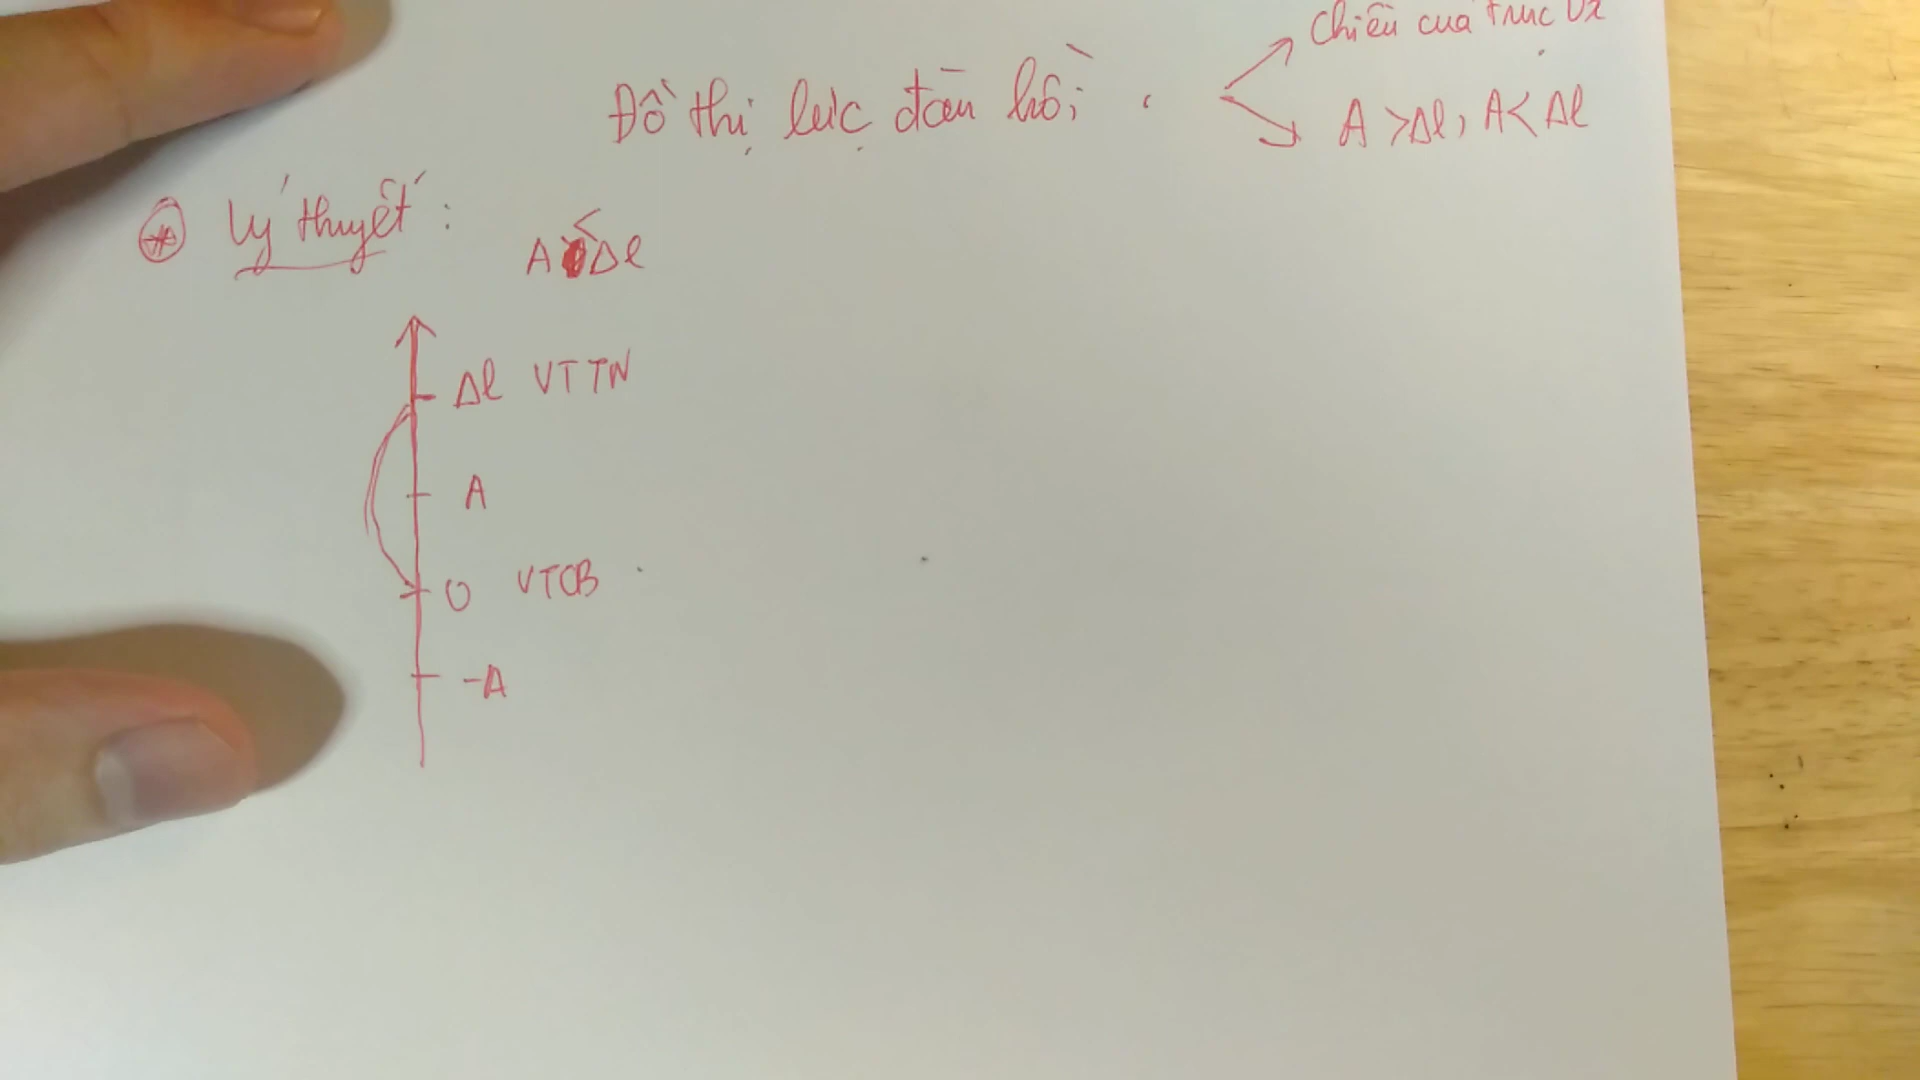 Chiều của trục Ox
Đồ thị lực đàn hồi
A > Δl, A < Δl
* Lý thuyết :
A < Δl
Δl VTTN
A
O VTCB
-A